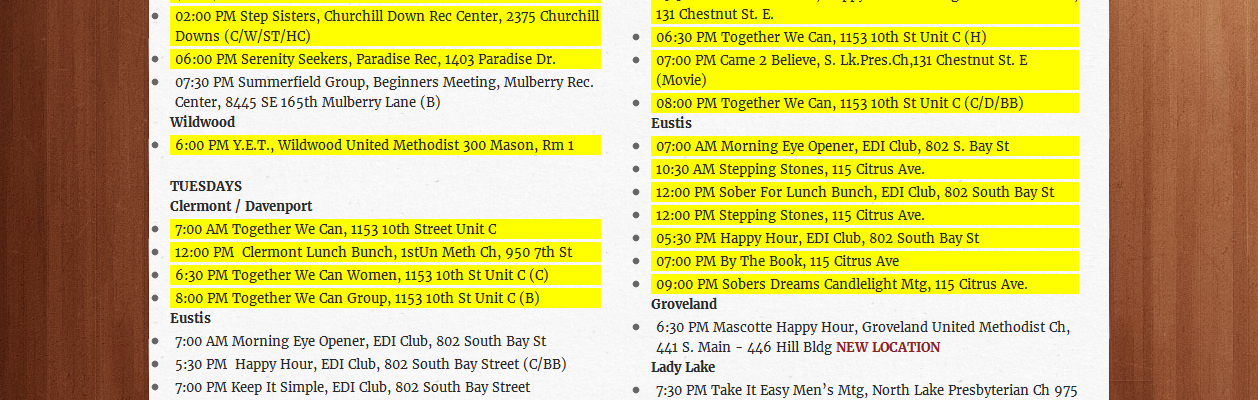 02:00 PM Step Sisters, Churchill Down Rec Center, 2375 Churchill
Downs (C/W/ST/HC)
06:00 PM Serenity Seekers, Paradise Rec, 1403 Paradise Dr.
07:30 PM Summerfield Group, Beginners Meeting, Mulberry Rec.
Center, 8445 SE 165th Mulberry Lane (B)
Wildwood
6:00 PM Y.E.T., Wildwood United Methodist 300 Mason, Rm 1
TUESDAYS
Clermont / Davenport
7:00 AM Together We Can, 1153 10th Street Unit C
12:00 PM  Clermont Lunch Bunch, 1stUn Meth Ch, 950 7th St
6:30 PM Together We Can Women, 1153 10th St Unit C (C)
8:00 PM Together We Can Group, 1153 10th St Unit C (B)
Eustis
7:00 AM Morning Eye Opener, EDI Club, 802 South Bay St
5:30 PM  Happy Hour, EDI Club, 802 South Bay Street (C/BB)
7:00 PM Keep It Simple, EDI Club, 802 South Bay Street
131 Chestnut St. E.
06:30 PM Together We Can, 1153 10th St Unit C (H)
07:00 PM Came 2 Believe, S. Lk.Pres.Ch,131 Chestnut St. E
(Movie)
08:00 PM Together We Can, 1153 10th St Unit C (C/D/BB)
Eustis
07:00 AM Morning Eye Opener, EDI Club, 802 S. Bay St
10:30 AM Stepping Stones, 115 Citrus Ave.
12:00 PM Sober For Lunch Bunch, EDI Club, 802 South Bay St
12:00 PM Stepping Stones, 115 Citrus Ave.
05:30 PM Happy Hour, EDI Club, 802 South Bay St
07:00 PM By The Book, 115 Citrus Ave
09:00 PM Sobers Dreams Candlelight Mtg, 115 Citrus Ave.
Groveland
6:30 PM Mascotte Happy Hour, Groveland United Methodist Ch,
441 S. Main - 446 Hill Bldg NEW LOCATION
Lady Lake
7:30 PM Take It Easy Men's Mtg, North Lake Presbyterian Ch 975